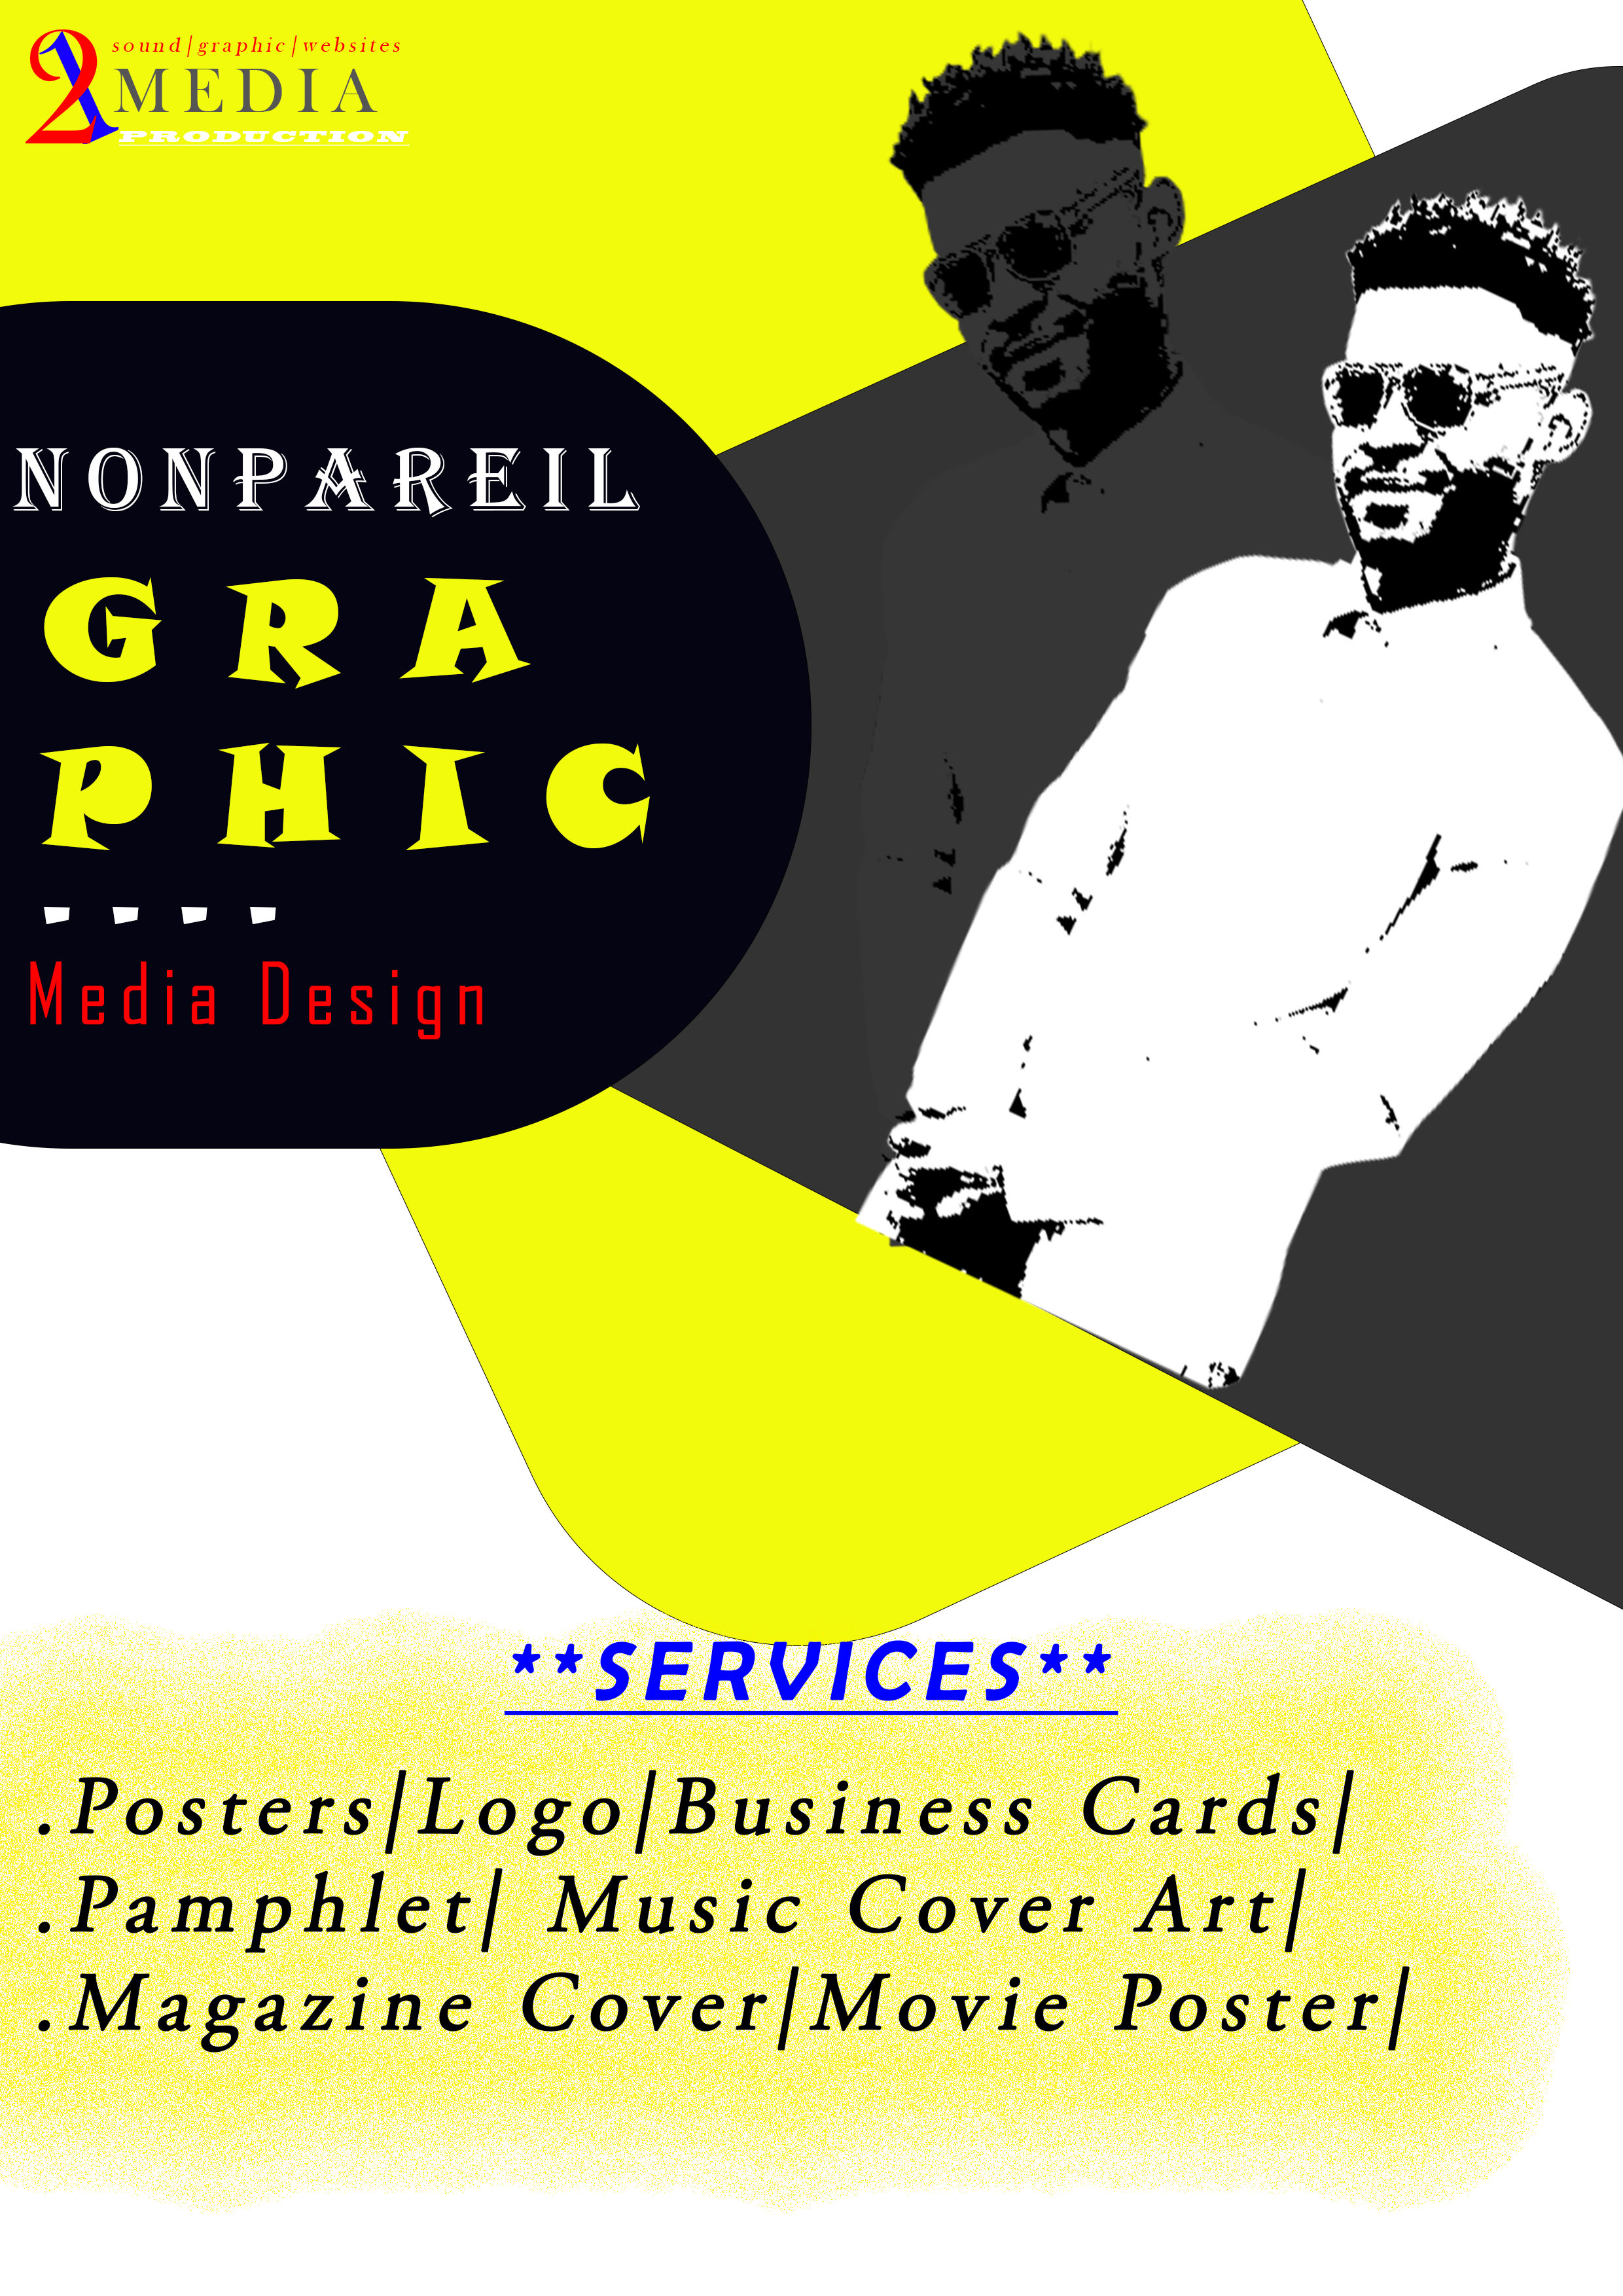 sound|graphic|websites
21 MEDIA
PRODUCTION
NONPAREIL
GRA
PHIC
....
Media Design
**SERVICES**
.Posters|Logo|Business Cards|
.Pamphlet| Music Cover Art|
.Magazine Cover|Movie Poster|